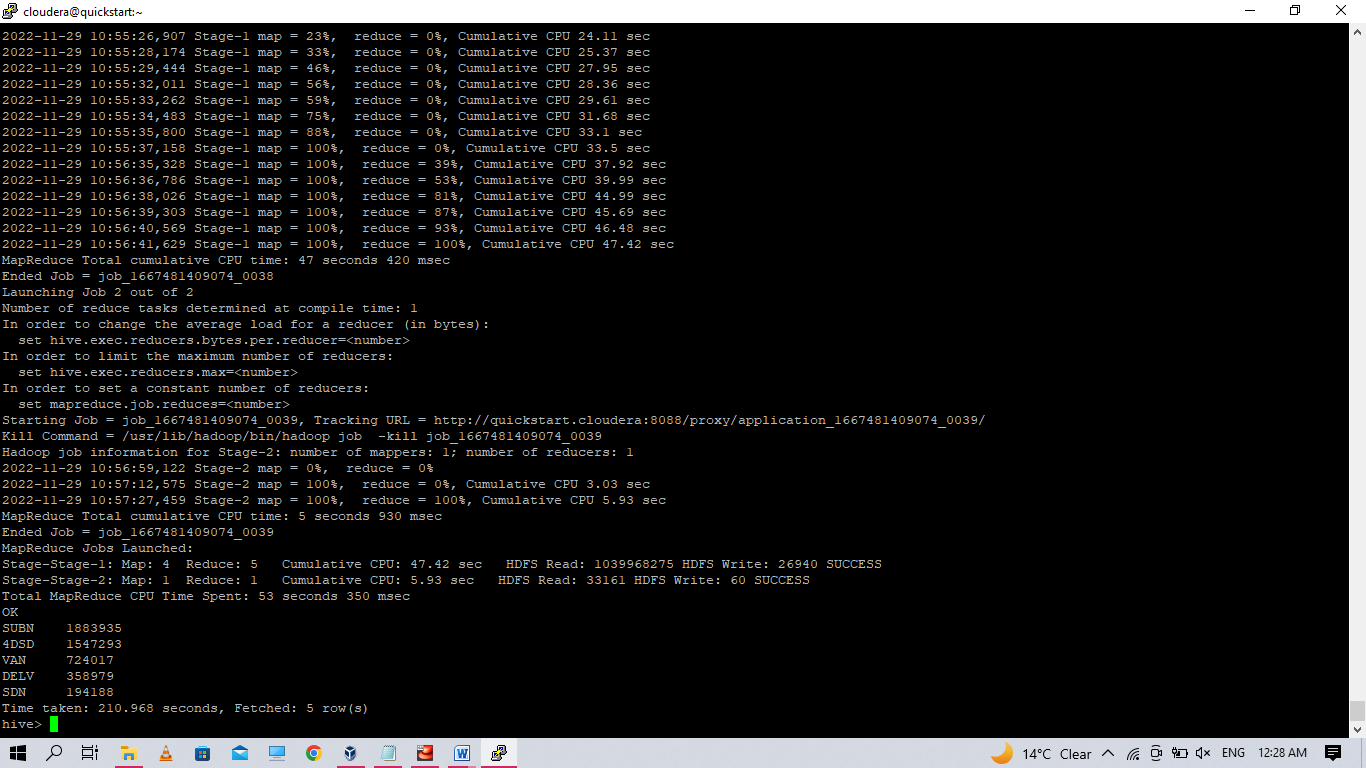 cloudera@quickstart:~
2022-11-29 10:55:26,907 Stage-1 map = 23%,  reduce = 0%, Cumulative CPU 24.11 sec
2022-11-29 10:55:28,174 Stage-1 map = 33%,  reduce = 0%, Cumulative CPU 25.37 sec
2022-11-29 10:55:29,444 Stage-1 map = 46%,  reduce = 0%, Cumulative CPU 27.95 sec
2022-11-29 10:55:32,011 Stage-1 map = 56%,  reduce = 0%, Cumulative CPU 28.36 sec
2022-11-29 10:55:33,262 Stage-1 map = 59%,  reduce = 0%, Cumulative CPU 29.61 sec
2022-11-29 10:55:34,483 Stage-1 map = 75%,  reduce = 0%, Cumulative CPU 31.68 sec
2022-11-29 10:55:35,800 Stage-1 map = 88%,  reduce = 0%, Cumulative CPU 33.1 sec
2022-11-29 10:55:37,158 Stage-1 map = 100%,  reduce = 0%, Cumulative CPU 33.5 sec
2022-11-29 10:56:35,328 Stage-1 map = 100%,  reduce = 39%, Cumulative CPU 37.92 sec
2022-11-29 10:56:36,786 Stage-1 map = 100%,  reduce = 53%, Cumulative CPU 39.99 sec
2022-11-29 10:56:38,026 Stage-1 map = 100%,  reduce = 81%, Cumulative CPU 44.99 sec
2022-11-29 10:56:39,303 Stage-1 map = 100%,  reduce = 87%, Cumulative CPU 45.69 sec
2022-11-29 10:56:40,569 Stage-1 map = 100%,  reduce = 93%, Cumulative CPU 46.48 sec
2022-11-29 10:56:41,629 Stage-1 map = 100%,  reduce = 100%, Cumulative CPU 47.42 sec
MapReduce Total cumulative CPU time: 47 seconds 420 msec
Ended Job = job_1667481409074_0038
Launching Job 2 out of 2
Number of reduce tasks determined at compile time: 1
In order to change the average load for a reducer (in bytes):
  set hive.exec.reducers.bytes.per.reducer=<number>
In order to limit the maximum number of reducers:
  set hive.exec.reducers.max=<number>
In order to set a constant number of reducers:
  set mapreduce.job.reduces=<number>
Starting Job = job_1667481409074_0039, Tracking URL = http://quickstart.cloudera:8088/proxy/application_1667481409074_0039/
Kill Command = /usr/lib/hadoop/bin/hadoop job  -kill job_1667481409074_0039
Hadoop job information for Stage-2: number of mappers: 1; number of reducers: 1
2022-11-29 10:56:59,122 Stage-2 map = 0%,  reduce = 0%
2022-11-29 10:57:12,575 Stage-2 map = 100%,  reduce = 0%, Cumulative CPU 3.03 sec
2022-11-29 10:57:27,459 Stage-2 map = 100%,  reduce = 100%, Cumulative CPU 5.93 sec
MapReduce Total cumulative CPU time: 5 seconds 930 msec
Ended Job = job_1667481409074_0039
MapReduce Jobs Launched:
Stage-Stage-1: Map: 4  Reduce: 5   Cumulative CPU: 47.42 sec   HDFS Read: 1039968275 HDFS Write: 26940 SUCCESS
Stage-Stage-2: Map: 1  Reduce: 1   Cumulative CPU: 5.93 sec   HDFS Read: 33161 HDFS Write: 60 SUCCESS
Total MapReduce CPU Time Spent: 53 seconds 350 msec
OK
SUBN    1883935
4DSD    1547293
VAN     724017
DELV    358979
SDN     194188
Time taken: 210.968 seconds, Fetched: 5 row(s)
hive>
14°C Clear ENG 12:28 AM